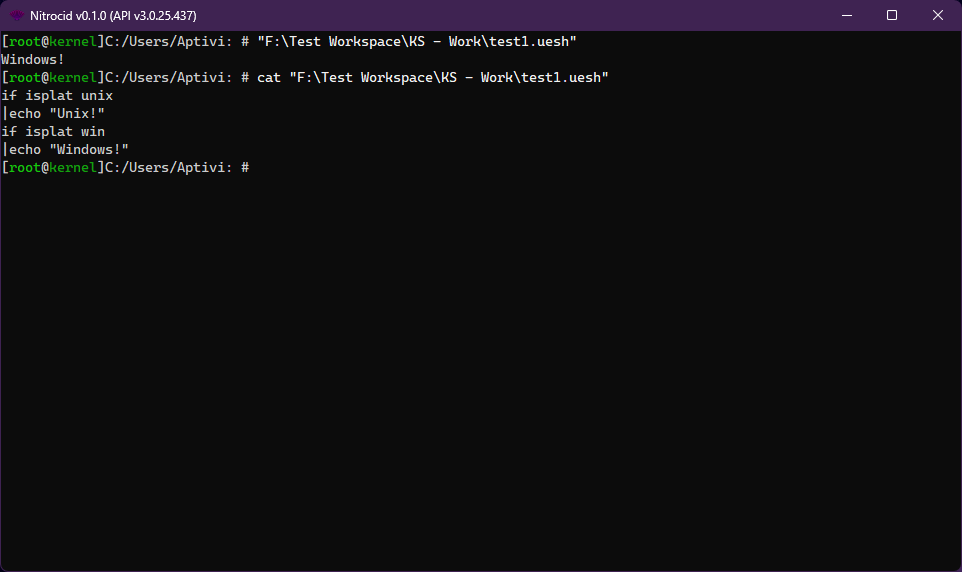 Nitrocid v0.1.0 (API v3.0.25.437)
[root@kernel]C:/Users/Aptivi: # "F:\Test Workspace\KS - Work\test1.uesh"
Windows!
[root@kernel]C:/Users/Aptivi: # cat "F:\Test Workspace\KS - Work\test1.uesh"
if isplat unix
|echo "Unix!"
if isplat win
|echo "Windows!"
[root@kernel]C:/Users/Aptivi: #